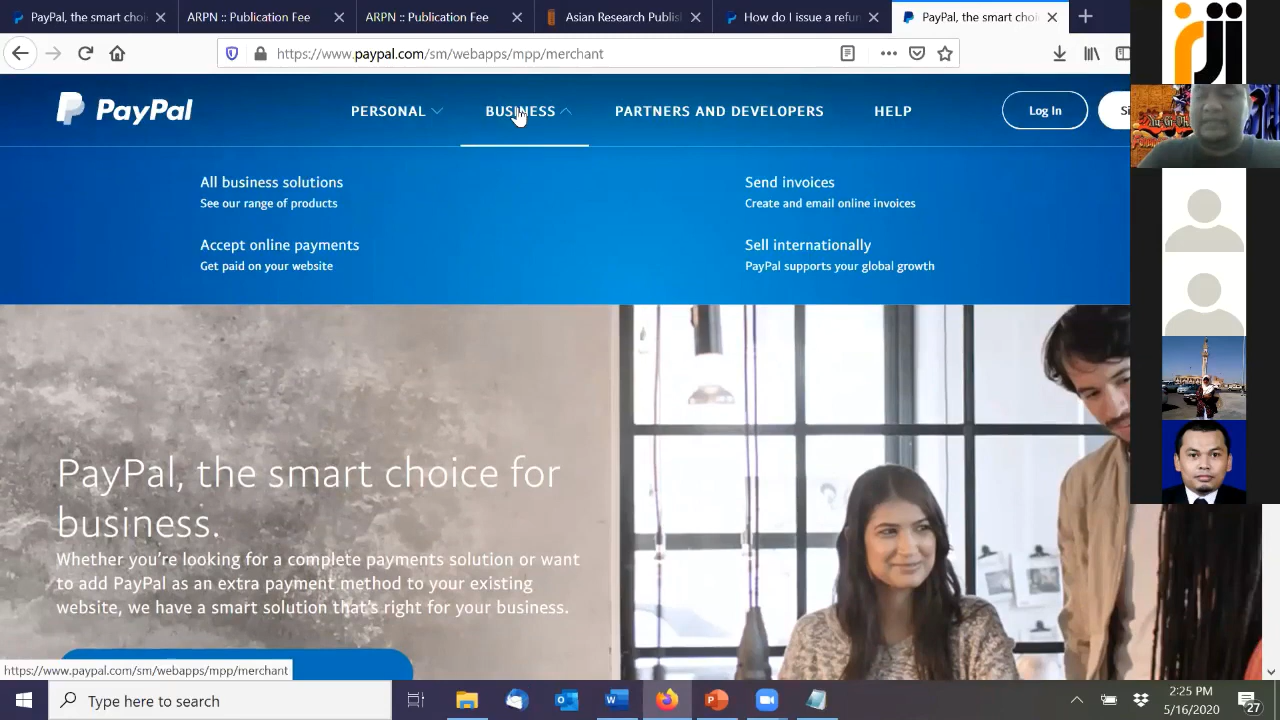 PayPal, the smart choi
ARPN :: Publication Fee
ARPN :: Publication Fee
Asian Research Publis
How do I issue a refun
PayPal, the smart choi
https://www.paypal.com/sm/webapps/mpp/merchant
PayPal
PERSONAL
BUSINESS
PARTNERS AND DEVELOPERS
HELP
Log In
Si
All business solutions
See our range of products
Send invoices
Create and email online invoices
Accept online payments
Get paid on your website
Sell internationally
PayPal supports your global growth
PayPal, the smart choice for
business.
Whether you're looking for a complete payments solution or want
to add PayPal as an extra payment method to your existing
website, we have a smart solution that's right for your business.
https://www.paypal.com/sm/webapps/mpp/merchant
Type here to search
2:25 PM
5/16/2020
27